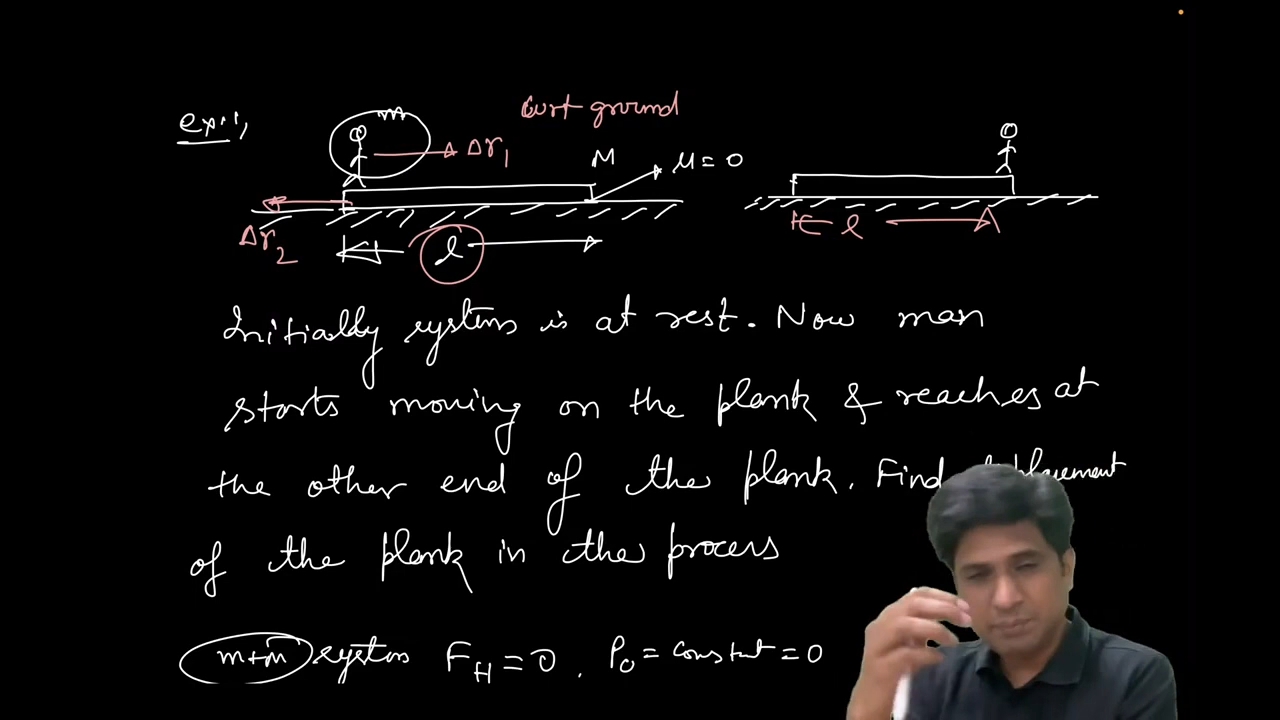 ex:-1,
m
wrt ground
Δr₁
M
μ = 0
Δr₂
l
l
Initially system is at rest. Now man
starts moving on the plank & reaches at
the other end of the plank. Find displacement
of the plank in the process
m+m system F_H = 0, P_0 = constant = 0